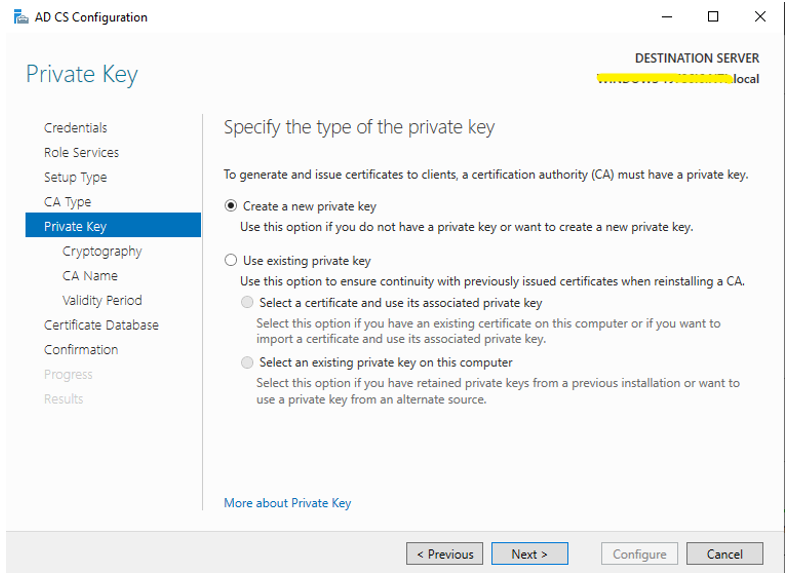 AD CS Configuration
Private Key
DESTINATION SERVER
.local
Credentials
Role Services
Setup Type
CA Type
Private Key
Cryptography
CA Name
Validity Period
Certificate Database
Confirmation
Progress
Results
Specify the type of the private key
To generate and issue certificates to clients, a certification authority (CA) must have a private key.
Create a new private key
Use this option if you do not have a private key or want to create a new private key.
Use existing private key
Use this option to ensure continuity with previously issued certificates when reinstalling a CA.
Select a certificate and use its associated private key
Select this option if you have an existing certificate on this computer or if you want to
import a certificate and use its associated private key.
Select an existing private key on this computer
Select this option if you have retained private keys from a previous installation or want to
use a private key from an alternate source.
More about Private Key
< Previous
Next >
Configure
Cancel